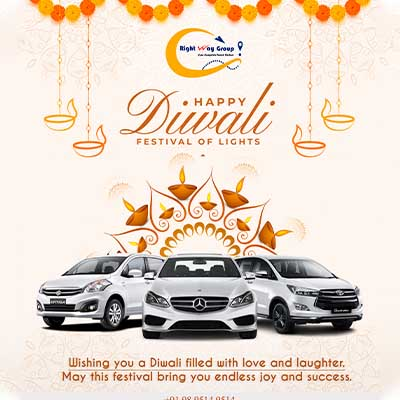 Right Way Group
HAPPY
Diwali
FESTIVAL OF LIGHTS
Wishing you a Diwali filled with love and laughter.
May this festival bring you endless joy and success.